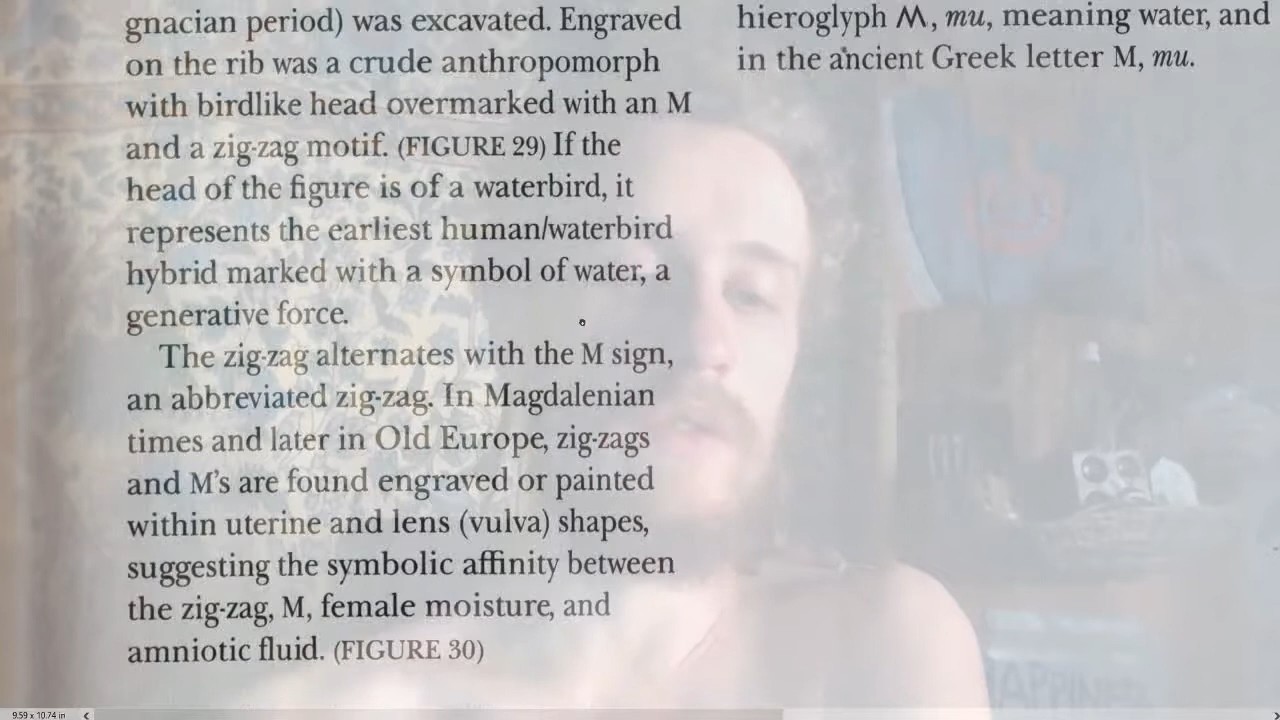 gnacian period) was excavated. Engraved
on the rib was a crude anthropomorph
with birdlike head overmarked with an M
and a zig-zag motif. (FIGURE 29) If the
head of the figure is of a waterbird, it
represents the earliest human/waterbird
hybrid marked with a symbol of water, a
generative force.
The zig-zag alternates with the M sign,
an abbreviated zig-zag. In Magdalenian
times and later in Old Europe, zig-zags
and M's are found engraved or painted
within uterine and lens (vulva) shapes,
suggesting the symbolic affinity between
the zig-zag, M, female moisture, and
amniotic fluid. (FIGURE 30)
hieroglyph M, mu, meaning water, and
in the ancient Greek letter M, mu.
9.59 x 10.74 in